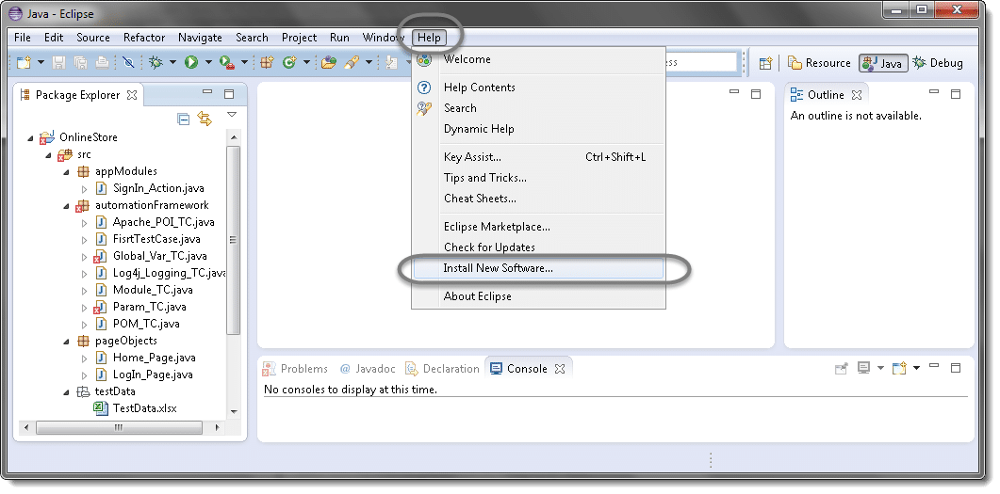 Java - Eclipse
File Edit Source Refactor Navigate Search Project Run Window Help
ess
Resource Java Debug
Package Explorer
OnlineStore
src
appModules
SignIn_Action.java
automationFramework
Apache_POI_TC.java
FisrtTestCase.java
Global_Var_TC.java
Log4j_Logging_TC.java
Module_TC.java
Param_TC.java
POM_TC.java
pageObjects
Home_Page.java
LogIn_Page.java
testData
TestData.xlsx
Welcome
Help Contents
Search
Dynamic Help
Key Assist... Ctrl+Shift+L
Tips and Tricks...
Cheat Sheets...
Eclipse Marketplace...
Check for Updates
Install New Software...
About Eclipse
Outline
An outline is not available.
Problems @ Javadoc Declaration Console
No consoles to display at this time.